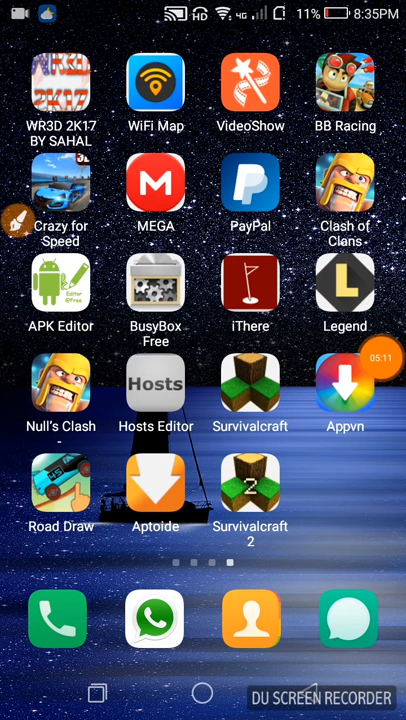 HD 4G 11% 8:35PM
WR3D 2K17
BY SAHAL
WiFi Map
VideoShow
BB Racing
Crazy for
Speed
MEGA
PayPal
Clash of
Clans
APK Editor
BusyBox
Free
iThere
Legend
05:11
Null's Clash
-
Hosts
Hosts Editor
Survivalcraft
Appvn
Road Draw
Aptoide
2
Survivalcraft
2
DU SCREEN RECORDER